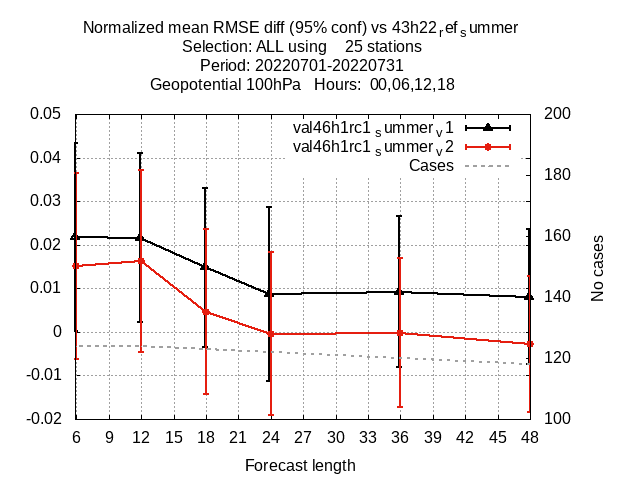 Normalized mean RMSE diff (95% conf) vs 43h22refsummer
Selection: ALL using 25 stations
Period: 20220701-20220731
Geopotential 100hPa Hours: 00,06,12,18
val46h1rc1summerv1
val46h1rc1summerv2
Cases
0.05
0.04
0.03
0.02
0.01
0
-0.01
-0.02
200
180
160
140
120
100
No cases
6 9 12 15 18 21 24 27 30 33 36 39 42 45 48
Forecast length